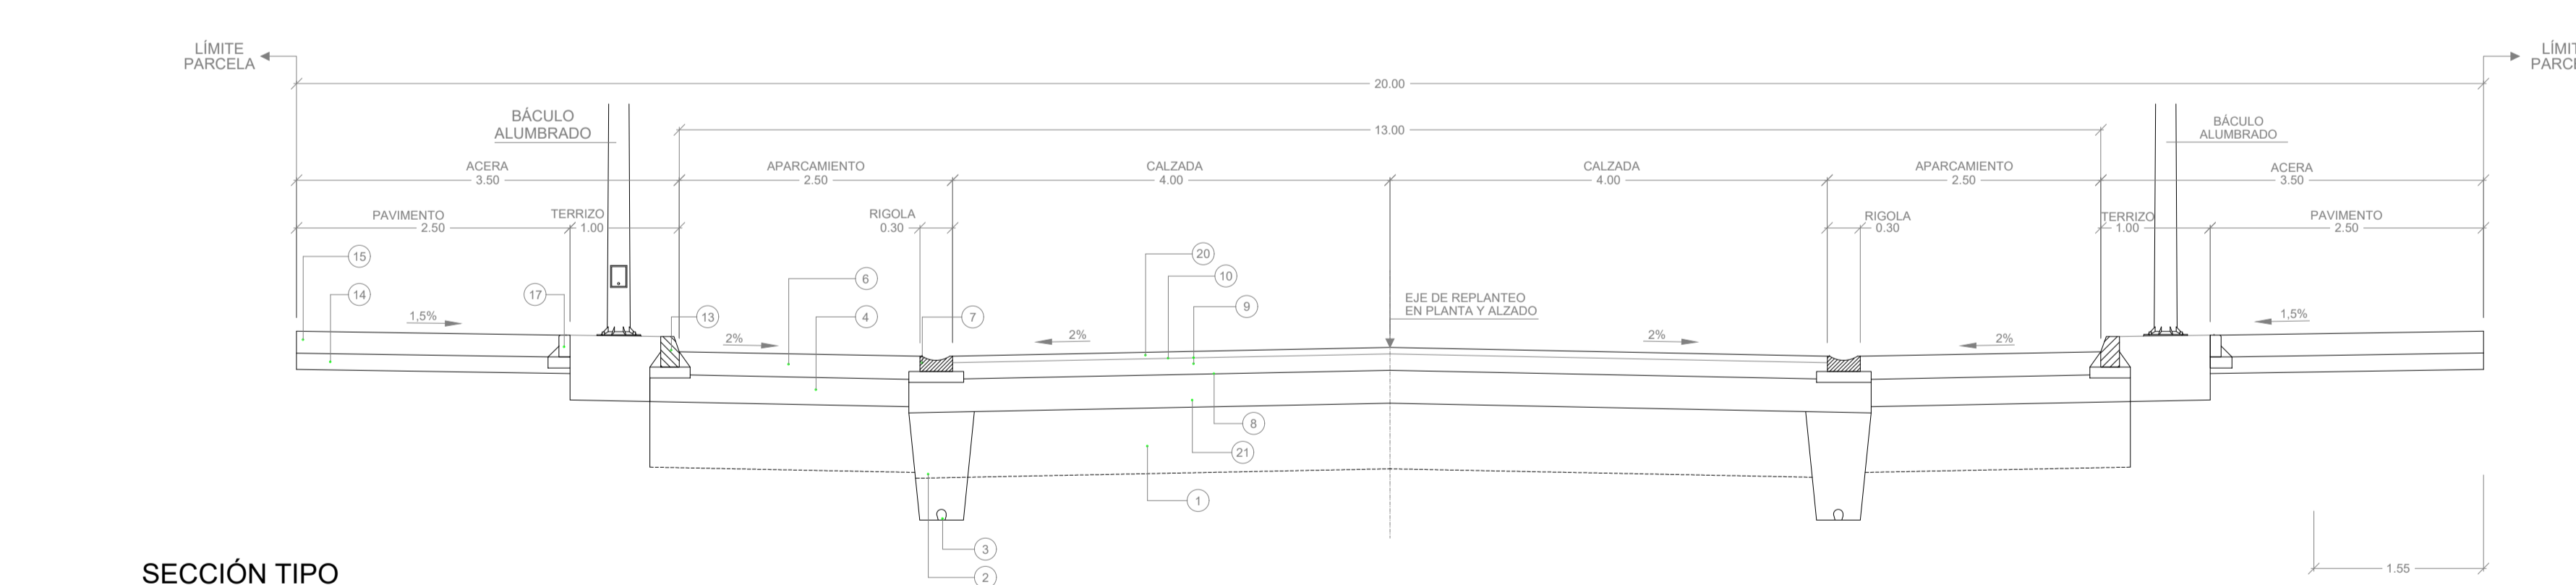 LÍMITE
PARCELA
LÍMIT
PARCE
20.00
BÁCULO
ALUMBRADO
BÁCULO
ALUMBRADO
13.00
ACERA
3.50
APARCAMIENTO
2.50
CALZADA
4.00
CALZADA
4.00
APARCAMIENTO
2.50
ACERA
3.50
PAVIMENTO
2.50
TERRIZO
1.00
RIGOLA
0.30
RIGOLA
0.30
TERRIZO
1.00
PAVIMENTO
2.50
15
14
17
13
6
4
7
20
10
9
EJE DE REPLANTEO
EN PLANTA Y ALZADO
1,5%
2%
2%
2%
2%
1,5%
8
21
1
3
2
1.55
SECCIÓN TIPO